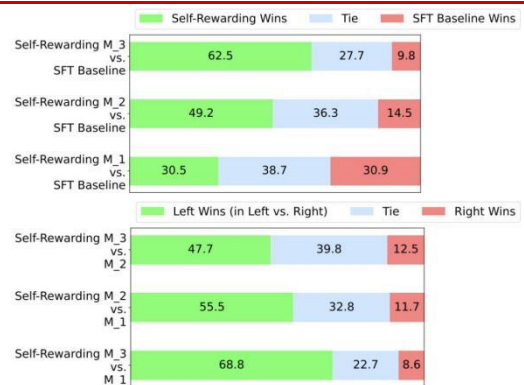 Self-Rewarding Wins Tie SFT Baseline Wins
Self-Rewarding M_3
vs.
SFT Baseline
62.5 27.7 9.8
Self-Rewarding M_2
vs.
SFT Baseline
49.2 36.3 14.5
Self-Rewarding M_1
vs.
SFT Baseline
30.5 38.7 30.9
Left Wins (in Left vs. Right) Tie Right Wins
Self-Rewarding M_3
vs.
M_2
47.7 39.8 12.5
Self-Rewarding M_2
vs.
M_1
55.5 32.8 11.7
Self-Rewarding M_3
vs.
M_1
68.8 22.7 8.6